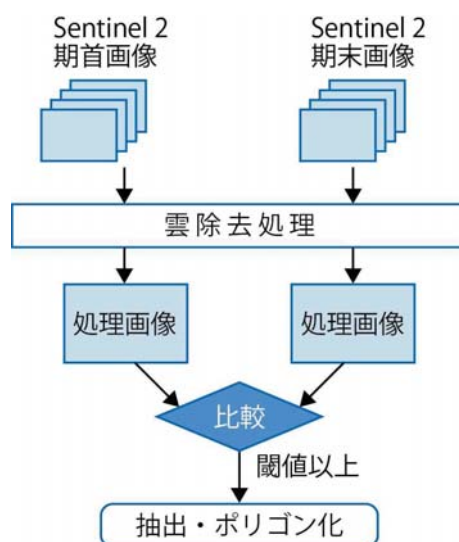 Sentinel 2
期首画像
Sentinel 2
期末画像
雲除去処理
処理画像
処理画像
比較
閾値以上
抽出・ポリゴン化